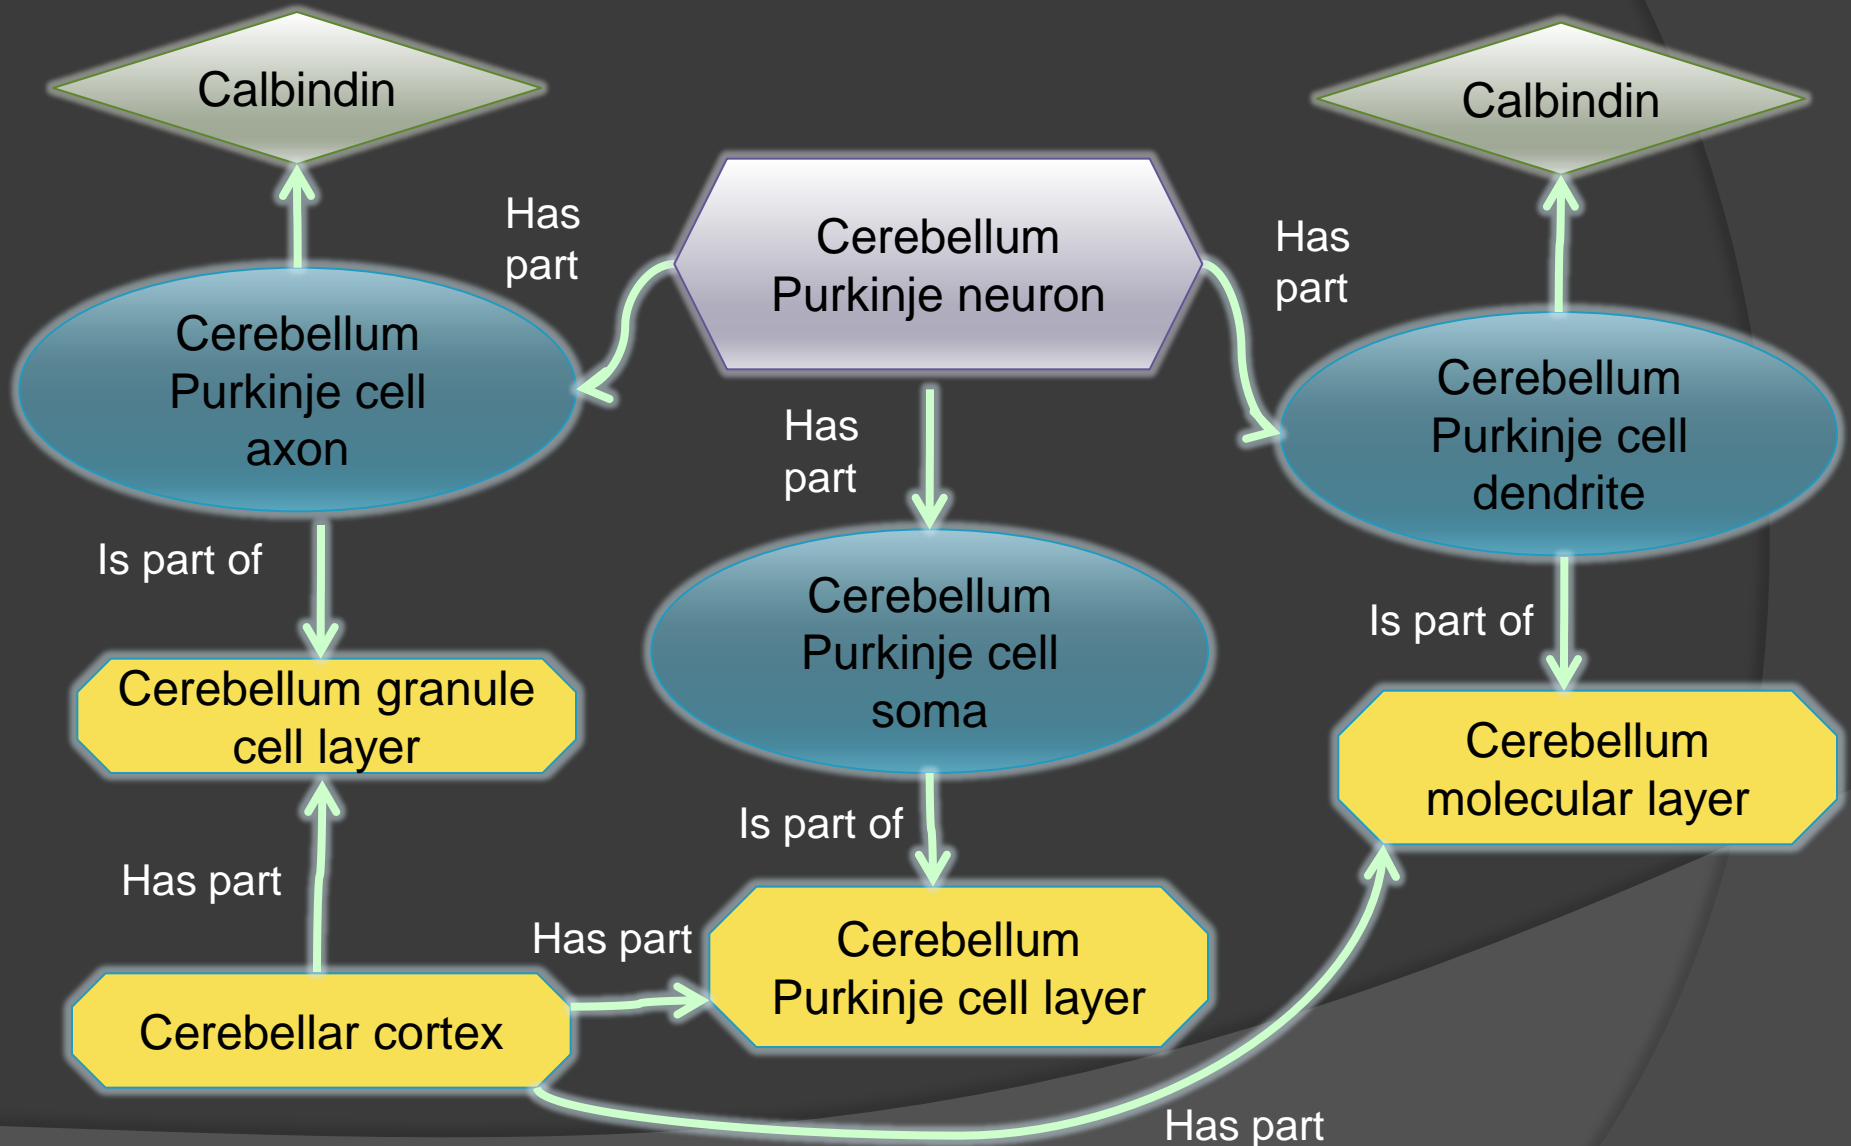 Calbindin
Calbindin
Has
part
Cerebellum
Purkinje neuron
Has
part
Cerebellum
Purkinje cell
axon
Has
part
Cerebellum
Purkinje cell
dendrite
Is part of
Cerebellum
Purkinje cell
soma
Is part of
Cerebellum granule
cell layer
Cerebellum
molecular layer
Is part of
Has part
Has part
Cerebellum
Purkinje cell layer
Cerebellar cortex
Has part